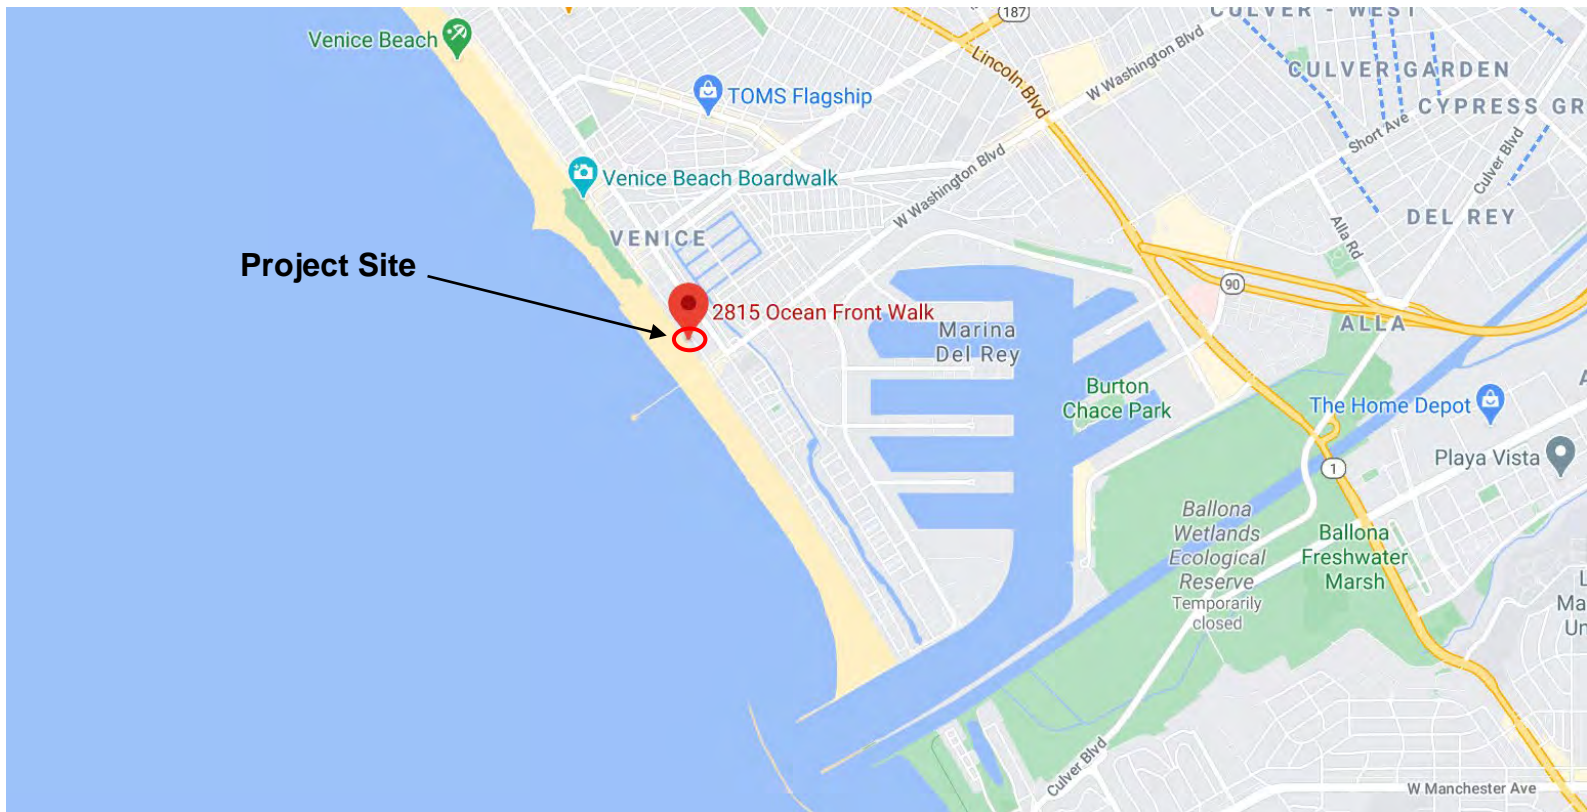 187
CULVER - WEST
Venice Beach
Lincoln Blvd
W Washington Blvd
CULVER GARDEN
TOMS Flagship
CYPRESS GR
Short Ave
Culver Blvd
Venice Beach Boardwalk
W Washington Blvd
Alla Rd
DEL REY
VENICE
Project Site
90
2815 Ocean Front Walk
ALLA
Marina
Del Rey
Burton
Chace Park
The Home Depot
Playa Vista
1
Ballona
Wetlands
Ecological
Reserve
Temporarily
closed
Ballona
Freshwater
Marsh
L
Ma
Un
Culver Blvd
W Manchester Ave